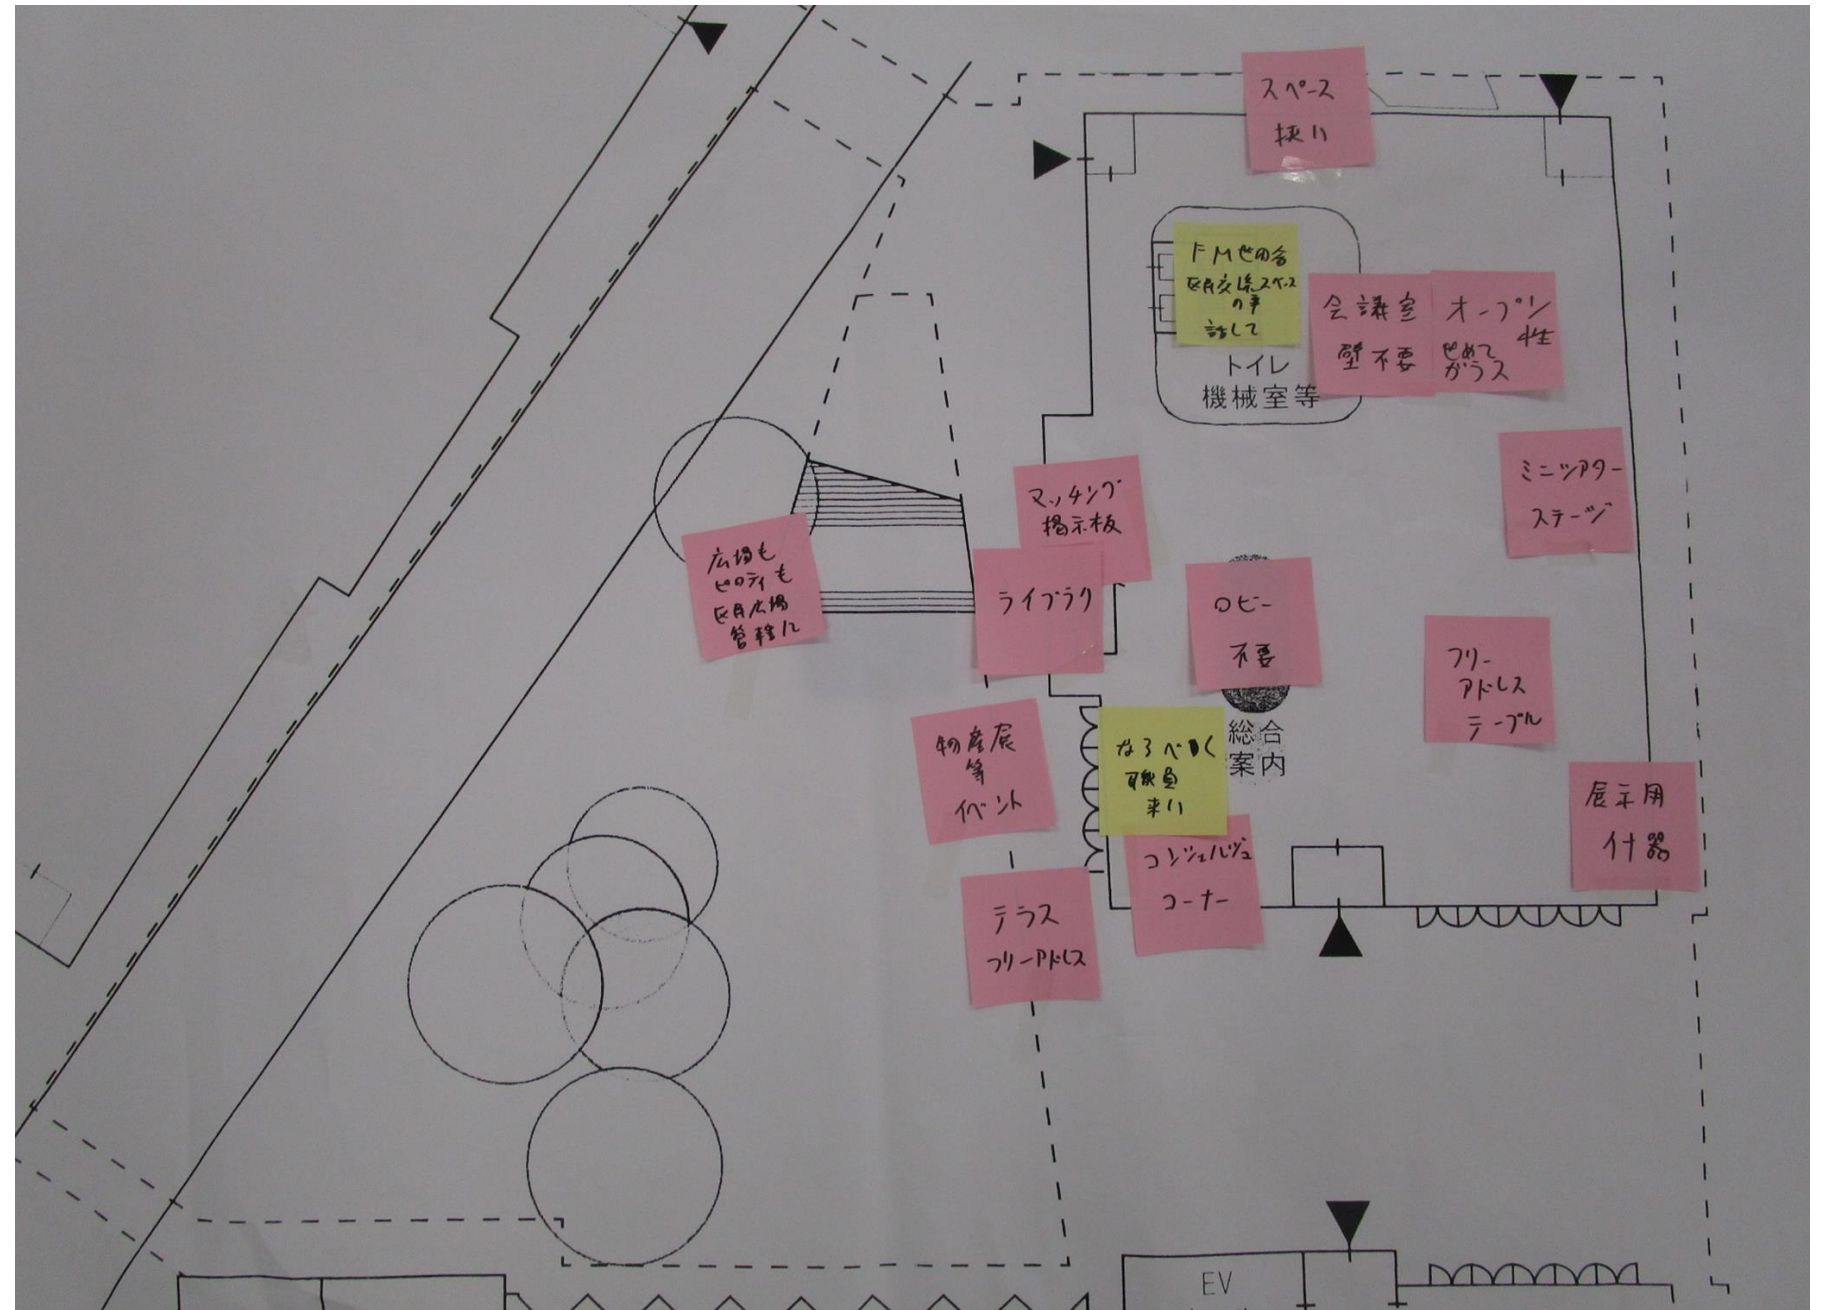 スペース
狭い
FMせの会
区民交流スペース
の事
話して
会議室
壁不要
オープン
性
せめて
ガラス
トイレ
機械室等
ミニシアター
ステージ
マッチング
掲示板
広場も
ピロティも
区民広場
管轄に
ライブラリ
ロビー
不要
フリー
アドレス
テーブル
物産展
等
イベント
なるべく
職員
来い
総合
案内
展示用
什器
コンシェルジュ
コーナー
テラス
フリーアドレス
EV